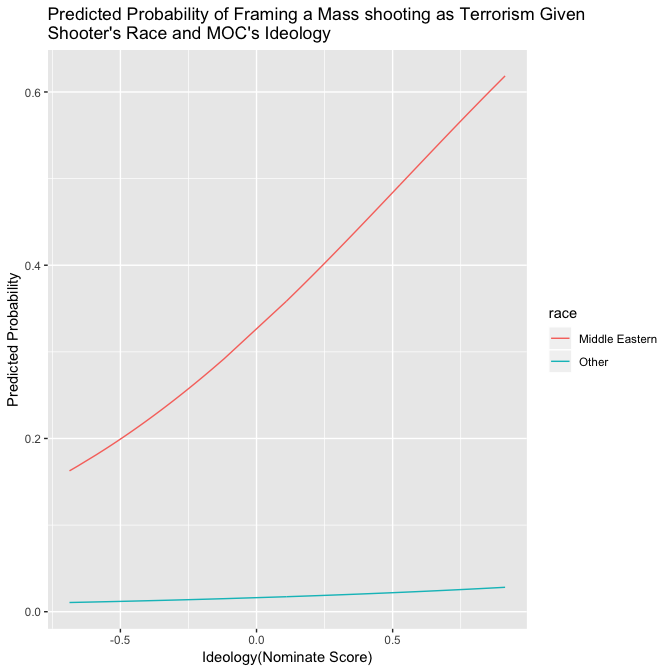 Predicted Probability of Framing a Mass shooting as Terrorism Given
Shooter's Race and MOC's Ideology
0.6
0.4
0.2
0.0
Predicted Probability
-0.5
0.0
0.5
Ideology(Nominate Score)
race
Middle Eastern
Other